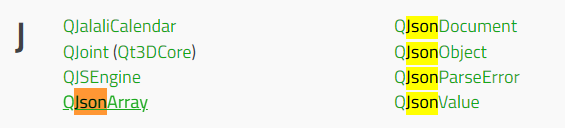 J
QJalaliCalendar
QJoint (Qt3DCore)
QJSEngine
QJsonArray
QJsonDocument
QJsonObject
QJsonParseError
QJsonValue